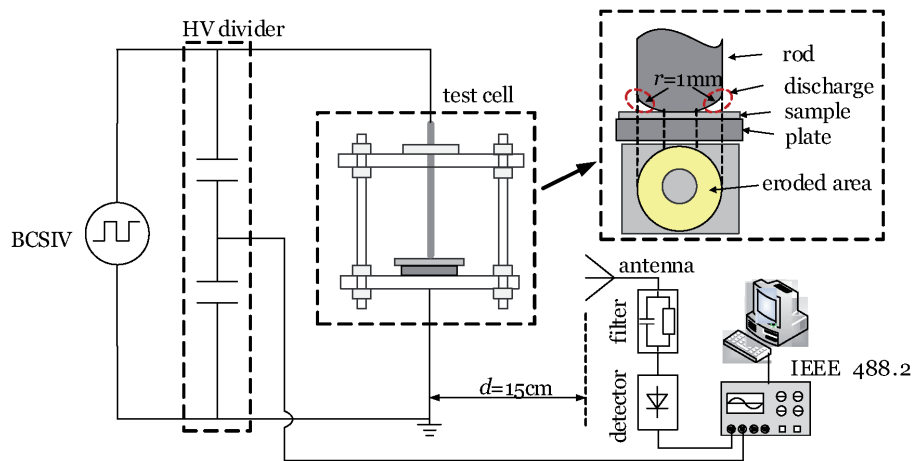 HV divider
rod
r=1mm
discharge
test cell
sample
plate
eroded area
BCSIV
antenna
filter
IEEE 488.2
d=15cm
detector